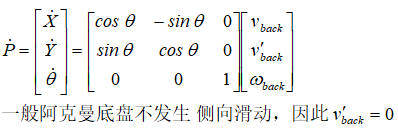 Ṗ = [Ẋ Ẏ θ̇] = [cos θ −sin θ 0; sin θ cos θ 0; 0 0 1] [v_back v′_back ω_back]
一般阿克曼底盘不发生 侧向滑动，因此 v′_back = 0